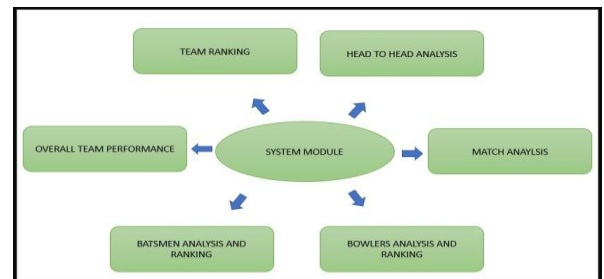 TEAM RANKING
HEAD TO HEAD ANALYSIS
OVERALL TEAM PERFORMANCE
SYSTEM MODULE
MATCH ANAYLSIS
BATSMEN ANALYSIS AND
RANKING
BOWLERS ANALYSIS AND
RANKING